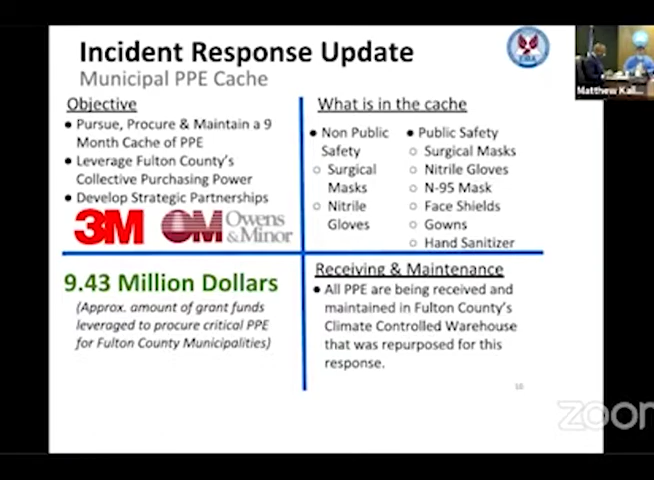 Incident Response Update
Municipal PPE Cache
Objective
● Pursue, Procure & Maintain a 9
Month Cache of PPE
● Leverage Fulton County's
Collective Purchasing Power
● Develop Strategic Partnerships
3M
OM Owens
& Minor
What is in the cache
● Non Public
Safety
○ Surgical
Masks
○ Nitrile
Gloves
● Public Safety
○ Surgical Masks
○ Nitrile Gloves
○ N-95 Mask
○ Face Shields
○ Gowns
○ Hand Sanitizer
9.43 Million Dollars
(Approx. amount of grant funds
leveraged to procure critical PPE
for Fulton County Municipalities)
Receiving & Maintenance
● All PPE are being received and
maintained in Fulton County's
Climate Controlled Warehouse
that was repurposed for this
response.
10
Matthew Kall...
zoom